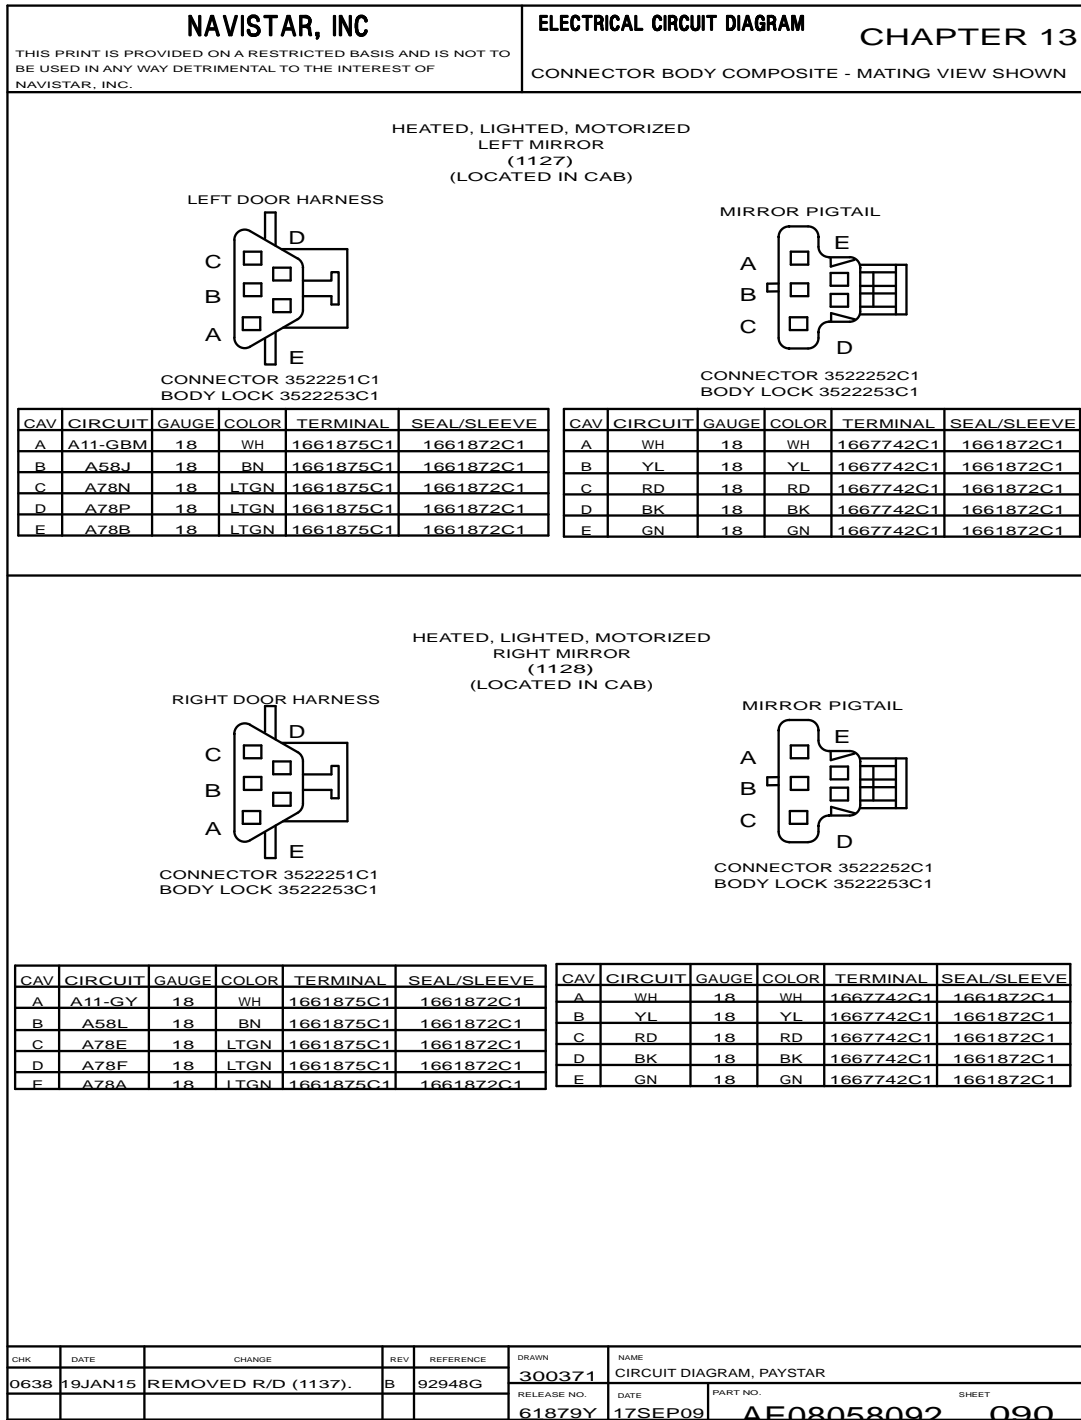 NAVISTAR, INC
THIS PRINT IS PROVIDED ON A RESTRICTED BASIS AND IS NOT TO
BE USED IN ANY WAY DETRIMENTAL TO THE INTEREST OF
NAVISTAR, INC.
ELECTRICAL CIRCUIT DIAGRAM
CHAPTER 13
CONNECTOR BODY COMPOSITE - MATING VIEW SHOWN
HEATED, LIGHTED, MOTORIZED
LEFT MIRROR
(1127)
(LOCATED IN CAB)
LEFT DOOR HARNESS
D
C
B
A
E
CONNECTOR 3522251C1
BODY LOCK 3522253C1
MIRROR PIGTAIL
E
A
B
C
D
CONNECTOR 3522252C1
BODY LOCK 3522253C1
CAV CIRCUIT GAUGE COLOR TERMINAL SEAL/SLEEVE
A A11-GBM 18 WH 1661875C1 1661872C1
B A58J 18 BN 1661875C1 1661872C1
C A78N 18 LTGN 1661875C1 1661872C1
D A78P 18 LTGN 1661875C1 1661872C1
E A78B 18 LTGN 1661875C1 1661872C1
CAV CIRCUIT GAUGE COLOR TERMINAL SEAL/SLEEVE
A WH 18 WH 1667742C1 1661872C1
B YL 18 YL 1667742C1 1661872C1
C RD 18 RD 1667742C1 1661872C1
D BK 18 BK 1667742C1 1661872C1
E GN 18 GN 1667742C1 1661872C1
HEATED, LIGHTED, MOTORIZED
RIGHT MIRROR
(1128)
(LOCATED IN CAB)
RIGHT DOOR HARNESS
D
C
B
A
E
CONNECTOR 3522251C1
BODY LOCK 3522253C1
MIRROR PIGTAIL
E
A
B
C
D
CONNECTOR 3522252C1
BODY LOCK 3522253C1
CAV CIRCUIT GAUGE COLOR TERMINAL SEAL/SLEEVE
A A11-GY 18 WH 1661875C1 1661872C1
B A58L 18 BN 1661875C1 1661872C1
C A78E 18 LTGN 1661875C1 1661872C1
D A78F 18 LTGN 1661875C1 1661872C1
E A78A 18 LTGN 1661875C1 1661872C1
CAV CIRCUIT GAUGE COLOR TERMINAL SEAL/SLEEVE
A WH 18 WH 1667742C1 1661872C1
B YL 18 YL 1667742C1 1661872C1
C RD 18 RD 1667742C1 1661872C1
D BK 18 BK 1667742C1 1661872C1
E GN 18 GN 1667742C1 1661872C1
CHK DATE CHANGE REV REFERENCE
0638 19JAN15 REMOVED R/D (1137). B 92948G
DRAWN
300371
NAME
CIRCUIT DIAGRAM, PAYSTAR
RELEASE NO.
61879Y
DATE
17SEP09
PART NO.
AE08058092
SHEET
090